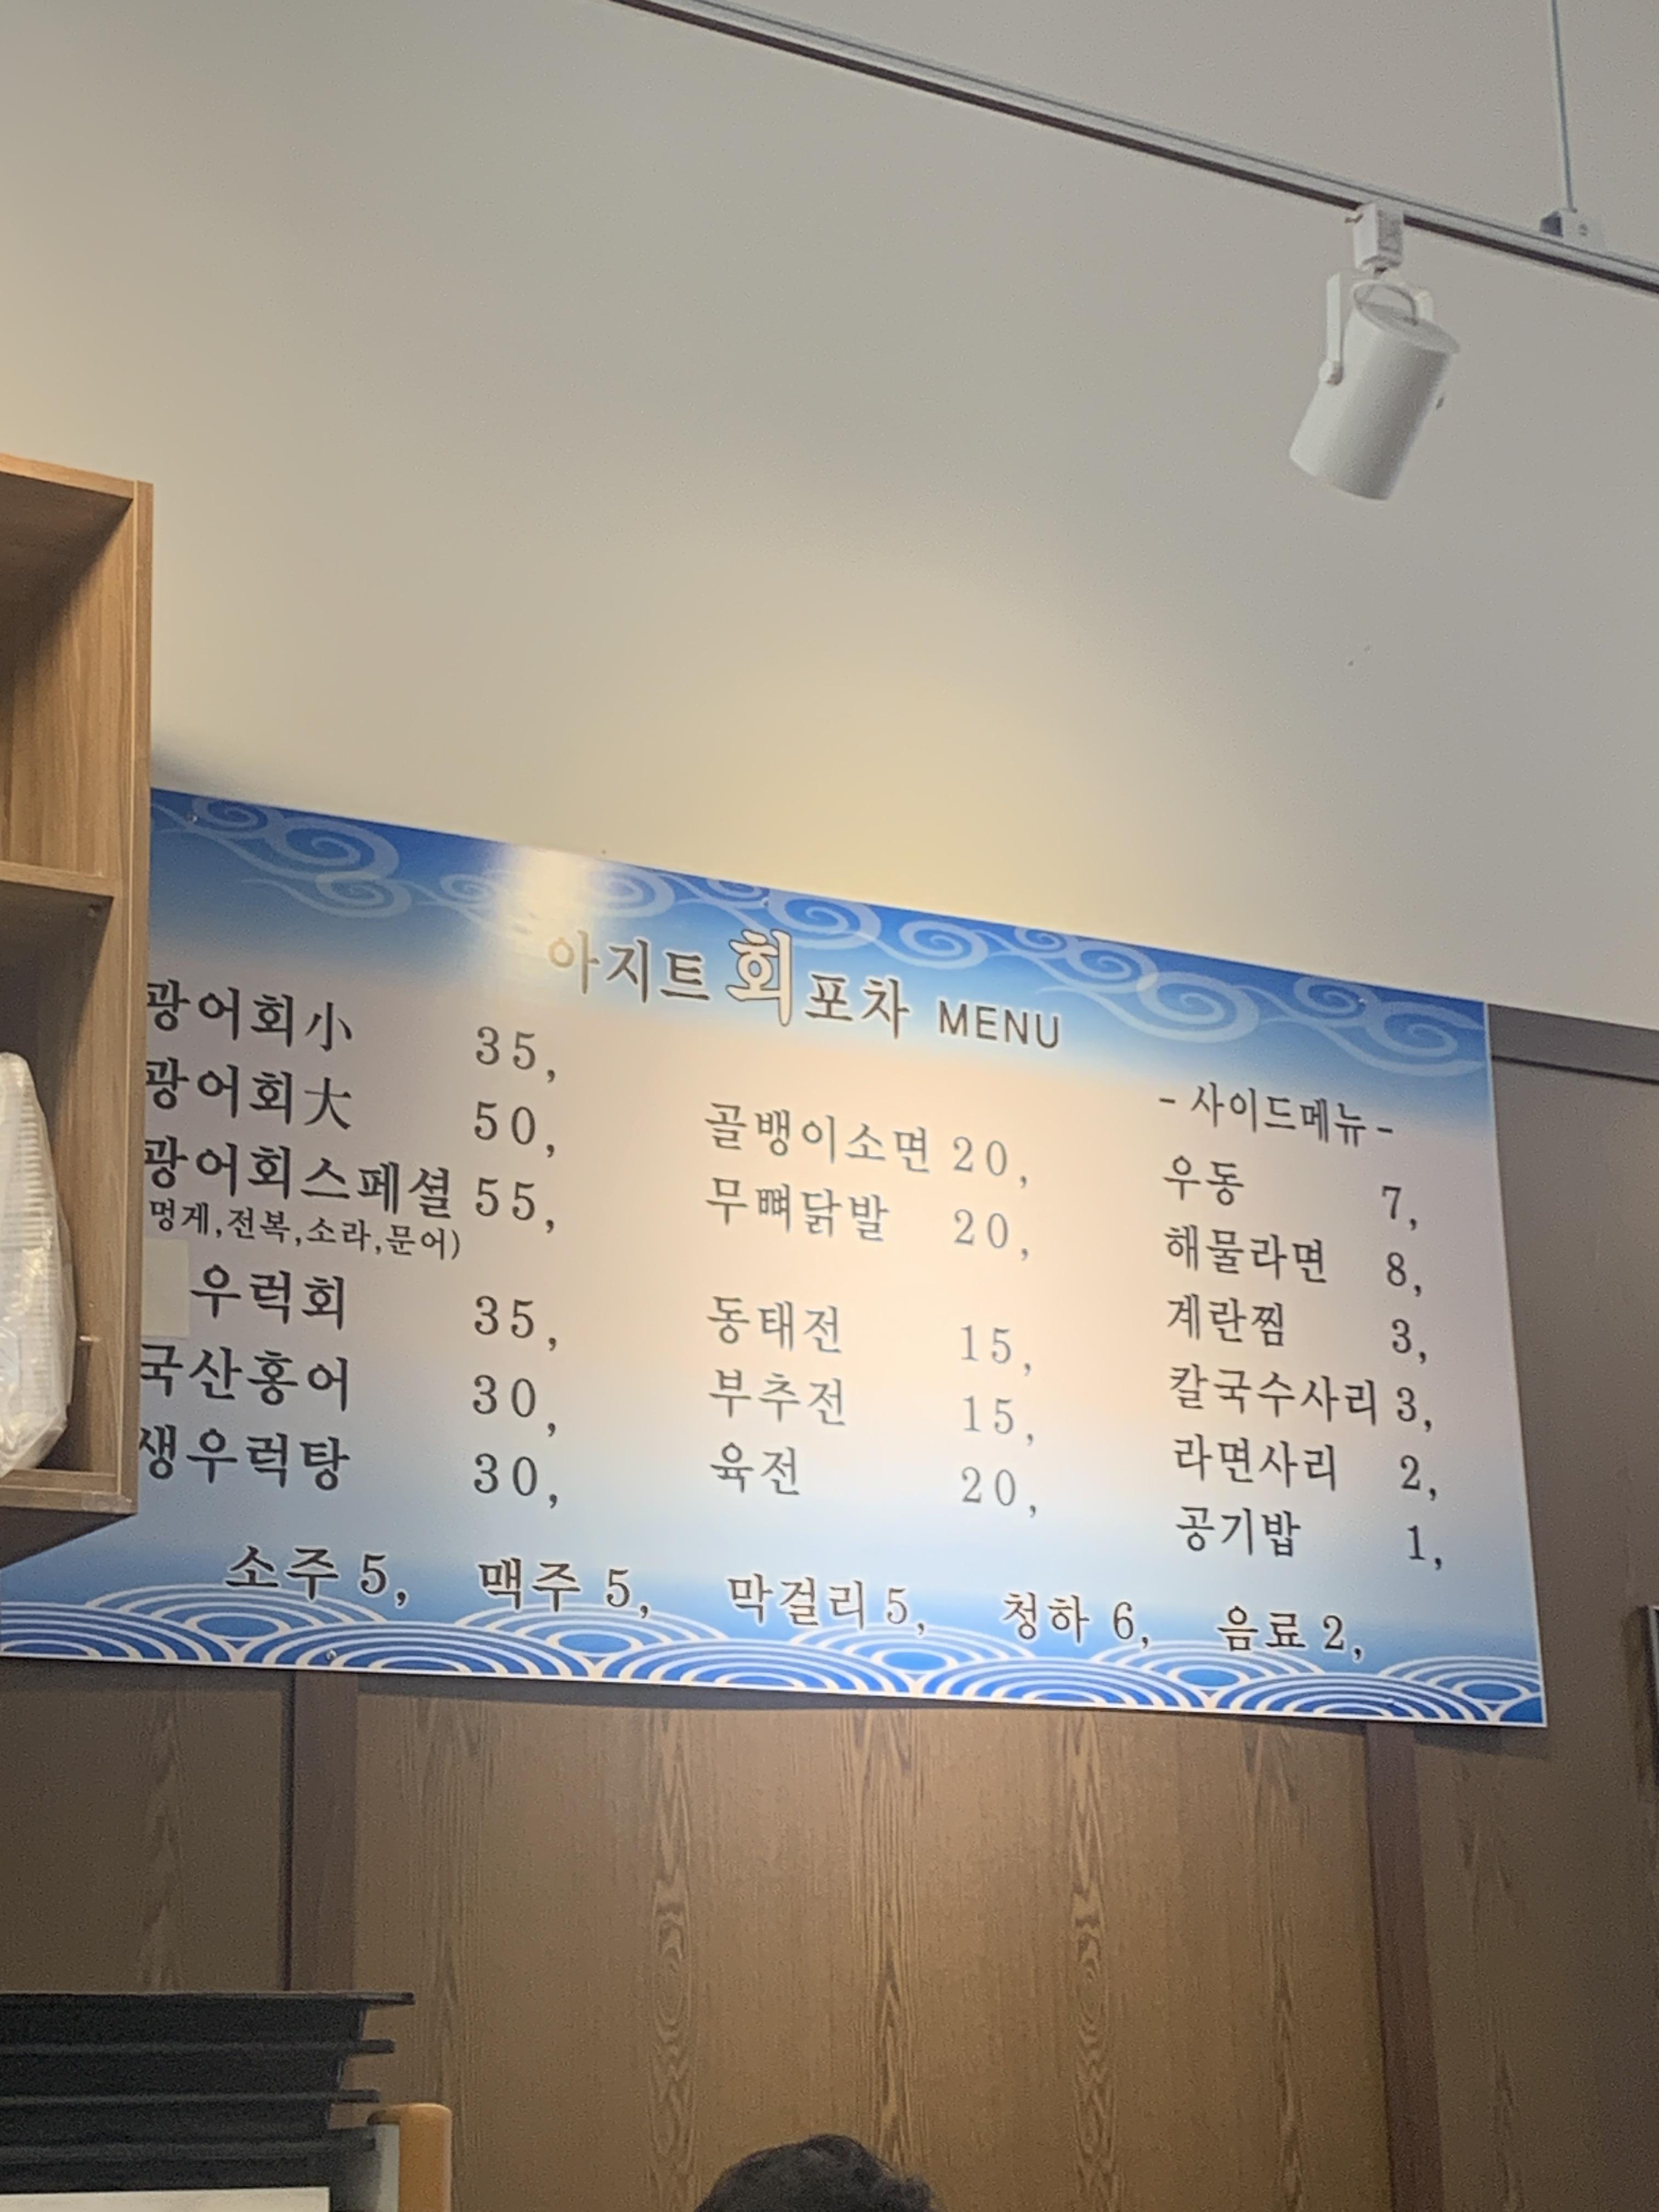 아지트 회 포차 MENU
광어회小 35,
광어회大 50,
광어회스페셜 55,
멍게,전복,소라,문어)
우럭회 35,
국산홍어 30,
생우럭탕 30,
골뱅이소면 20,
무뼈닭발 20,
동태전 15,
부추전 15,
육전 20,
-사이드메뉴-
우동 7,
해물라면 8,
계란찜 3,
칼국수사리 3,
라면사리 2,
공기밥 1,
소주 5, 맥주 5, 막걸리 5, 청하 6, 음료 2,